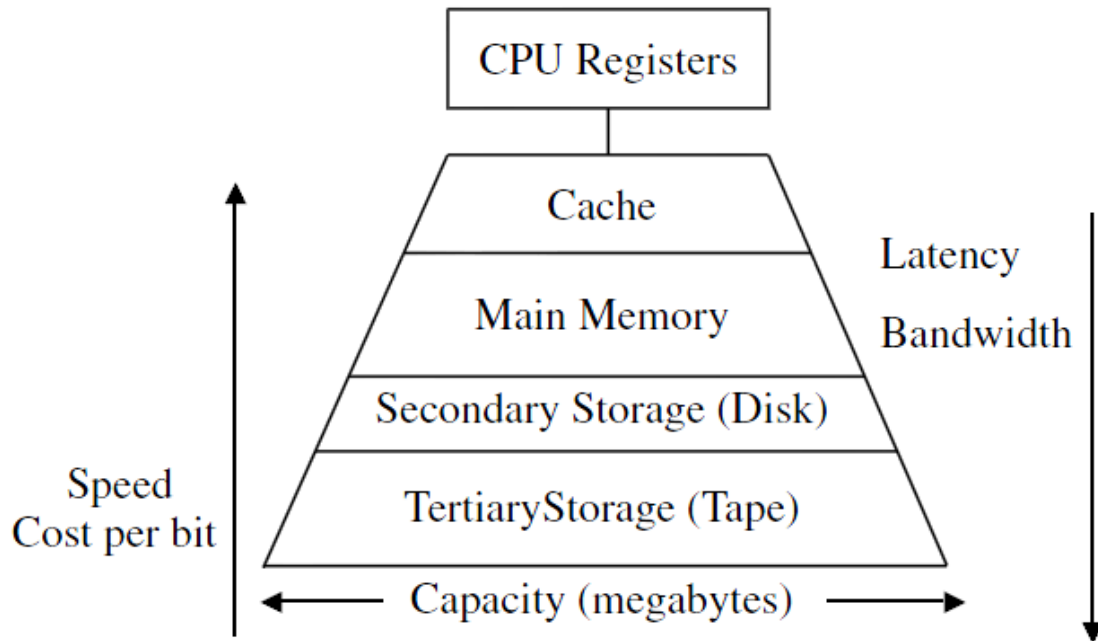 CPU Registers
Cache
Latency
Main Memory
Bandwidth
Secondary Storage (Disk)
Speed
TertiaryStorage (Tape)
Cost per bit
Capacity (megabytes)